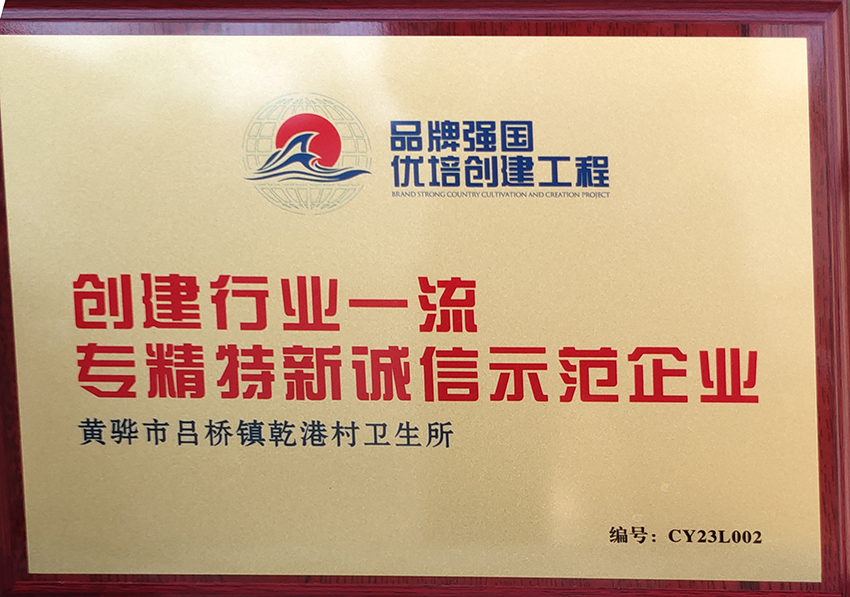 品牌强国
优培创建工程
BRAND STRONG COUNTRY CULTIVATION AND CREATION PROJECT
创建行业一流
专精特新诚信示范企业
黄骅市吕桥镇乾港村卫生所
编号：CY23L002